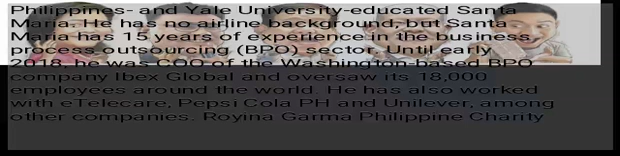 Philippines- and Yale University-educated Santa
Maria. He has no airline background, but Santa
Maria has 15 years of experience in the business
process outsourcing (BPO) sector. Until early
2018, he was COO of the Washington-based BPO
company Ibex Global and oversaw its 18,000
employees around the world. He has also worked
with eTelecare, Pepsi Cola PH and Unilever, among
other companies. Royina Garma Philippine Charity